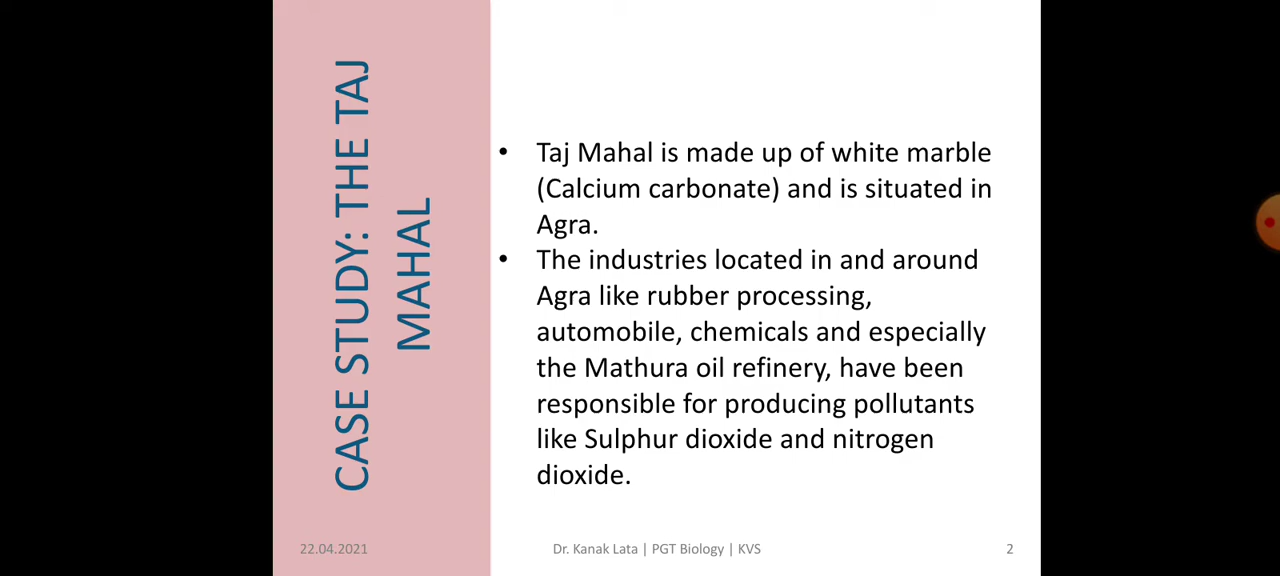 CASE STUDY: THE TAJ
MAHAL
• Taj Mahal is made up of white marble
(Calcium carbonate) and is situated in
Agra.
• The industries located in and around
Agra like rubber processing,
automobile, chemicals and especially
the Mathura oil refinery, have been
responsible for producing pollutants
like Sulphur dioxide and nitrogen
dioxide.
22.04.2021
Dr. Kanak Lata | PGT Biology | KVS
2